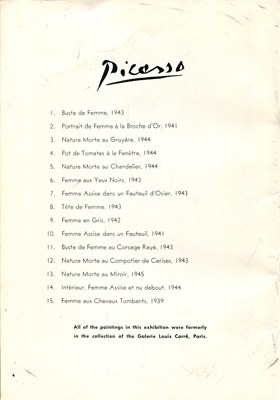 Picasso
1. Buste de Femme, 1943
2. Portrait de Femme à la Broche d'Or, 1941
3. Nature Morte au Gruyère, 1944
4. Pot de Tomates à la Fenêtre, 1944
5. Nature Morte au Chandelier, 1944
6. Femme aux Yeux Noirs, 1943
7. Femme Assise dans un Fauteuil d'Osier, 1943
8. Tête de Femme, 1943
9. Femme en Gris, 1942
10. Femme Assise dans un Fauteuil, 1941
11. Buste de Femme au Corsage Rayé, 1943
12. Nature Morte au Compotier de Cerises, 1943
13. Nature Morte au Miroir, 1945
14. Intérieur, Femme Assise et nu debout, 1944
15. Femme aux Cheveux Tombants, 1939
All of the paintings in this exhibition were formerly
in the collection of the Galerie Louis Carré, Paris.